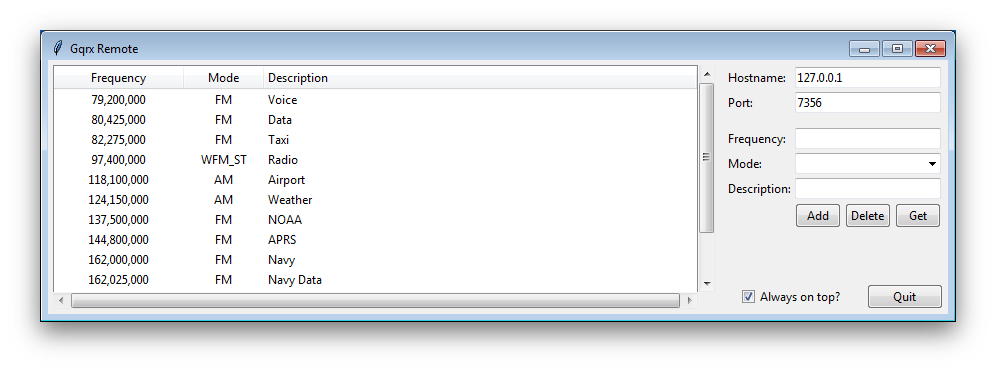 Gqrx Remote
Frequency Mode Description
79,200,000 FM Voice
80,425,000 FM Data
82,275,000 FM Taxi
97,400,000 WFM_ST Radio
118,100,000 AM Airport
124,150,000 AM Weather
137,500,000 FM NOAA
144,800,000 FM APRS
162,000,000 FM Navy
162,025,000 FM Navy Data
Hostname: 127.0.0.1
Port: 7356
Frequency:
Mode:
Description:
Add Delete Get
Always on top? Quit